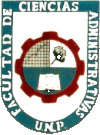 FACULTAD DE CIENCIAS ADMINISTRATIVAS
U.N.P